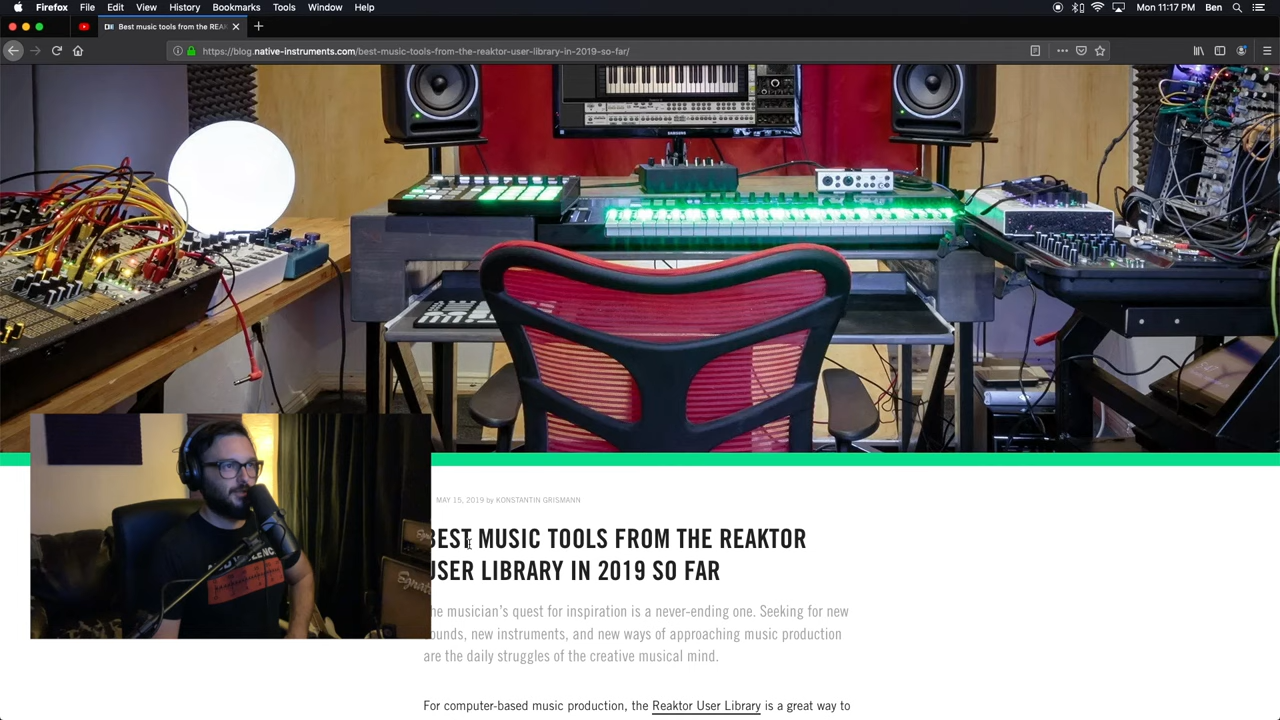 Firefox File Edit View History Bookmarks Tools Window Help Mon 11:17 PM Ben
Best music tools from the REAK
https://blog.native-instruments.com/best-music-tools-from-the-reaktor-user-library-in-2019-so-far/
SAMSUNG
MAY 15, 2019 by KONSTANTIN GRISMANN
BEST MUSIC TOOLS FROM THE REAKTOR
USER LIBRARY IN 2019 SO FAR
he musician's quest for inspiration is a never-ending one. Seeking for new
ounds, new instruments, and new ways of approaching music production
are the daily struggles of the creative musical mind.
For computer-based music production, the Reaktor User Library is a great way to